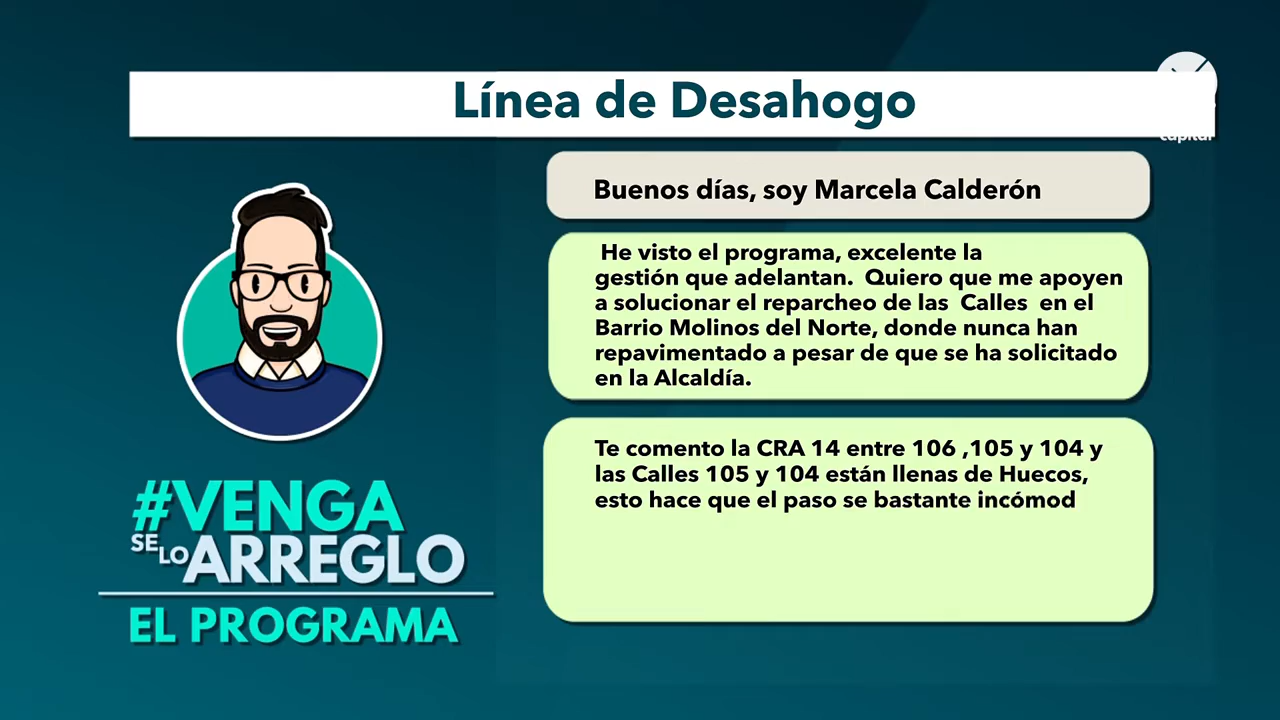 Línea de Desahogo
capital
Buenos días, soy Marcela Calderón
He visto el programa, excelente la
gestión que adelantan. Quiero que me apoyen
a solucionar el reparcheo de las Calles en el
Barrio Molinos del Norte, donde nunca han
repavimentado a pesar de que se ha solicitado
en la Alcaldía.
Te comento la CRA 14 entre 106 ,105 y 104 y
las Calles 105 y 104 están llenas de Huecos,
esto hace que el paso se bastante incómod
#VENGA
SE LO ARREGLO
EL PROGRAMA